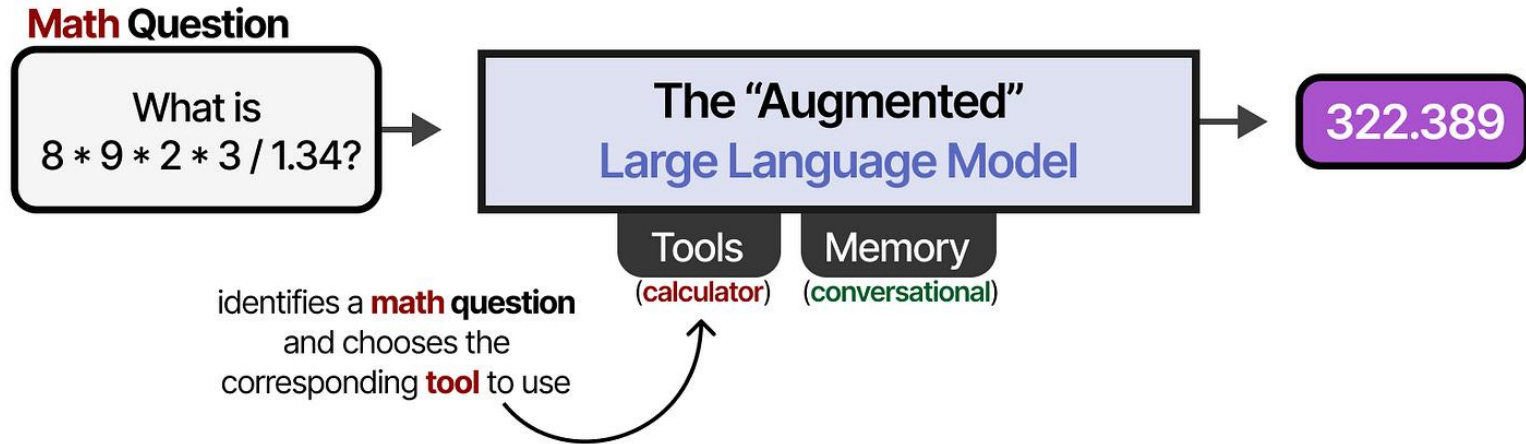 Math Question
What is
8 * 9 * 2 * 3 / 1.34?
The “Augmented”
Large Language Model
322.389
Tools
Memory
(calculator)
(conversational)
identifies a math question
and chooses the
corresponding tool to use